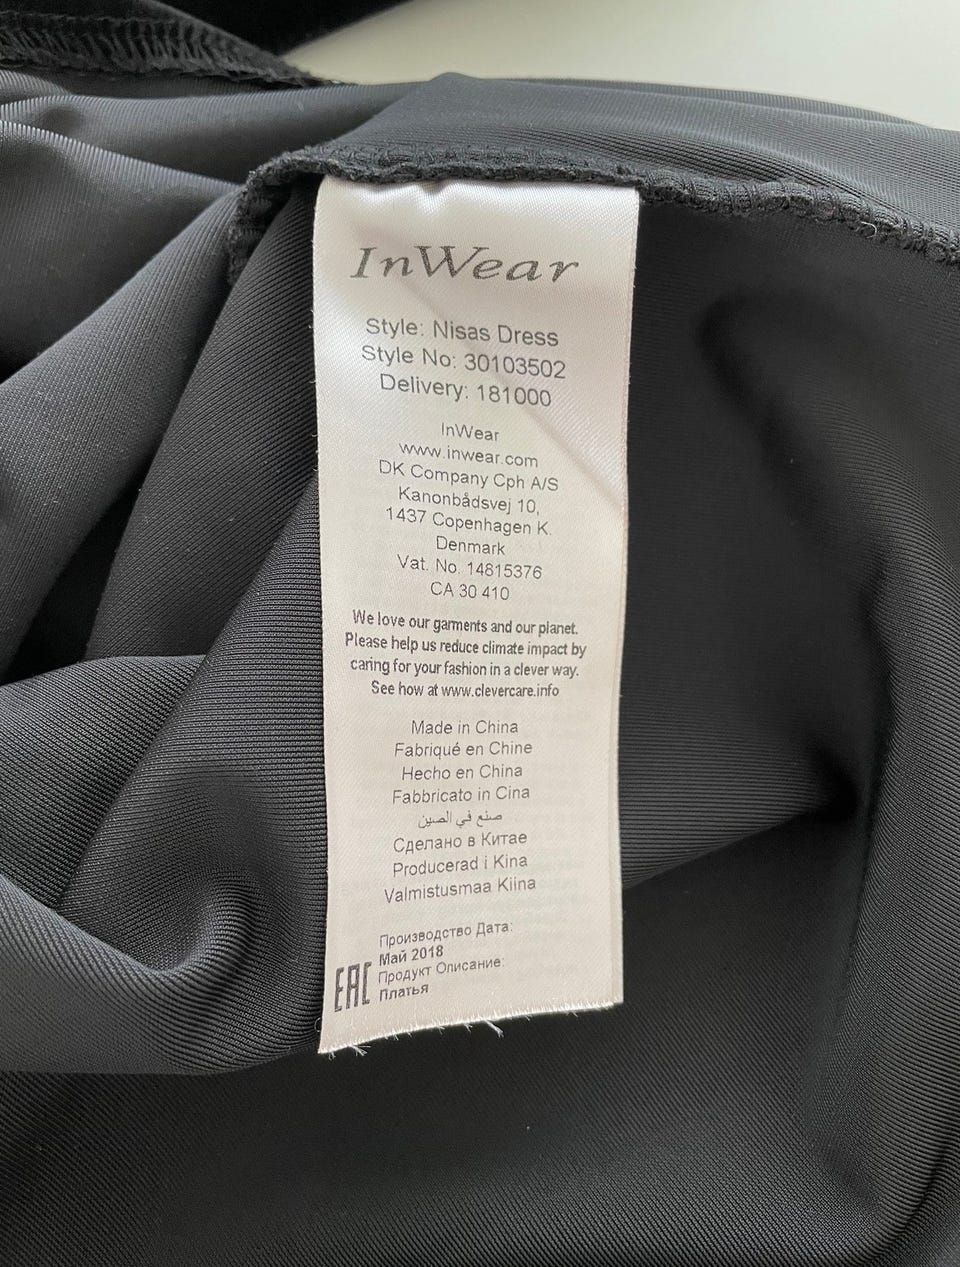 InWear
Style: Nisas Dress
Style No: 30103502
Delivery: 181000
InWear
www.inwear.com
DK Company Cph A/S
Kanonbådsvej 10,
1437 Copenhagen K.
Denmark
Vat. No. 14815376
CA 30 410
We love our garments and our planet.
Please help us reduce climate impact by
caring for your fashion in a clever way.
See how at www.clevercare.info
Made in China
Fabriqué en Chine
Hecho en China
Fabbricato in Cina
صنع في الصين
Сделано в Китае
Producerad i Kina
Valmistusmaa Kiina
Производство Дата:
Май 2018
Продукт Описание:
Платья
EAC